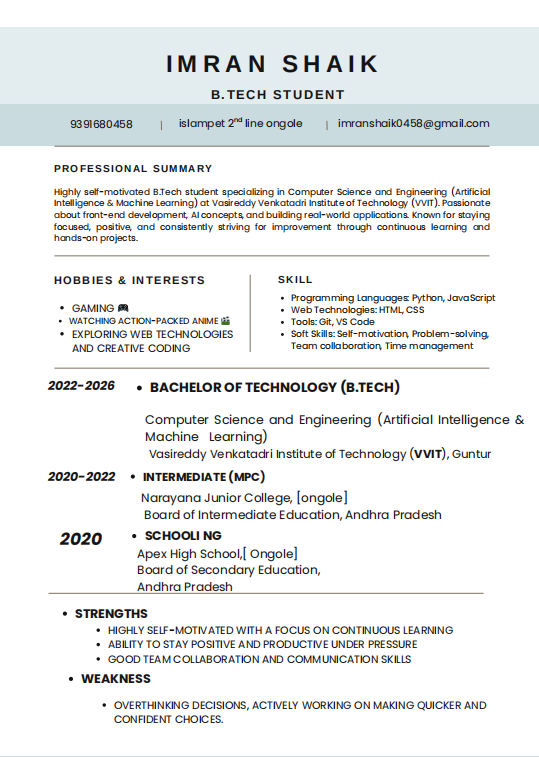 IMRAN SHAIK
B.TECH STUDENT
9391680458 | islampet 2nd line ongole | imranshaik0458@gmail.com
PROFESSIONAL SUMMARY
Highly self-motivated B.Tech student specializing in Computer Science and Engineering (Artificial
Intelligence & Machine Learning) at Vasireddy Venkatadri Institute of Technology (VVIT). Passionate
about front-end development, AI concepts, and building real-world applications. Known for staying
focused, positive, and consistently striving for improvement through continuous learning and
hands-on projects.
HOBBIES & INTERESTS
• GAMING 🎮
• WATCHING ACTION-PACKED ANIME 🎬
• EXPLORING WEB TECHNOLOGIES
AND CREATIVE CODING
SKILL
• Programming Languages: Python, JavaScript
• Web Technologies: HTML, CSS
• Tools: Git, VS Code
• Soft Skills: Self-motivation, Problem-solving,
Team collaboration, Time management
2022-2026 • BACHELOR OF TECHNOLOGY (B.TECH)
Computer Science and Engineering (Artificial Intelligence &
Machine Learning)
Vasireddy Venkatadri Institute of Technology (VVIT), Guntur
2020-2022 • INTERMEDIATE (MPC)
Narayana Junior College, [ongole]
Board of Intermediate Education, Andhra Pradesh
2020 • SCHOOLI NG
Apex High School,[ Ongole]
Board of Secondary Education,
Andhra Pradesh
• STRENGTHS
• HIGHLY SELF-MOTIVATED WITH A FOCUS ON CONTINUOUS LEARNING
• ABILITY TO STAY POSITIVE AND PRODUCTIVE UNDER PRESSURE
• GOOD TEAM COLLABORATION AND COMMUNICATION SKILLS
• WEAKNESS
• OVERTHINKING DECISIONS, ACTIVELY WORKING ON MAKING QUICKER AND
CONFIDENT CHOICES.